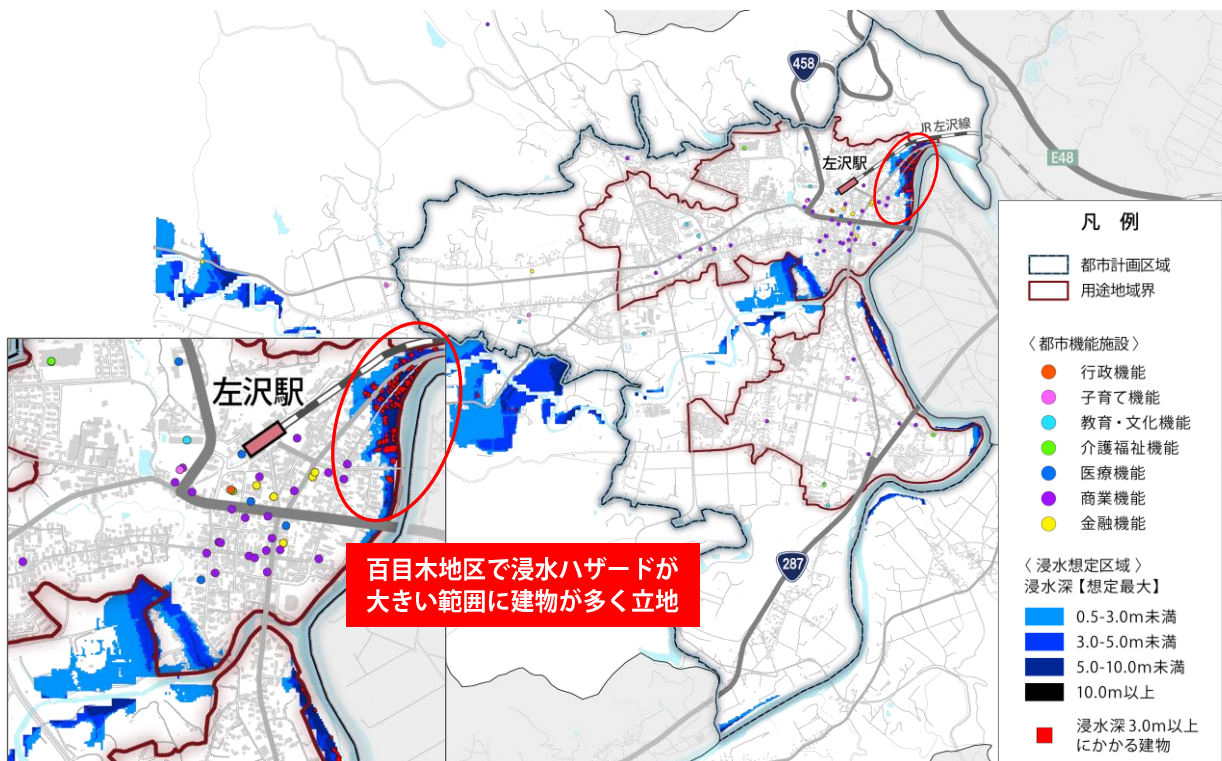 458
JR左沢線
左沢駅
E48
287
左沢駅
百目木地区で浸水ハザードが
大きい範囲に建物が多く立地
凡 例
都市計画区域
用途地域界
〈都市機能施設〉
行政機能
子育て機能
教育・文化機能
介護福祉機能
医療機能
商業機能
金融機能
〈浸水想定区域〉
浸水深【想定最大】
0.5-3.0m未満
3.0-5.0m未満
5.0-10.0m未満
10.0m以上
浸水深3.0m以上
にかかる建物